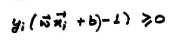 yᵢ(w⃗x⃗ᵢ + b) - 1) ≥ 0